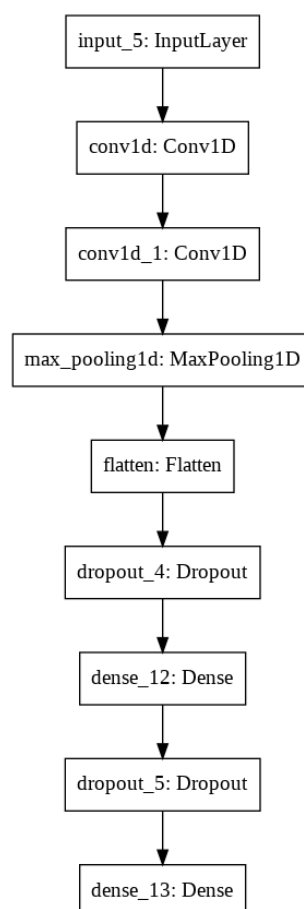 input_5: InputLayer
conv1d: Conv1D
conv1d_1: Conv1D
max_pooling1d: MaxPooling1D
flatten: Flatten
dropout_4: Dropout
dense_12: Dense
dropout_5: Dropout
dense_13: Dense